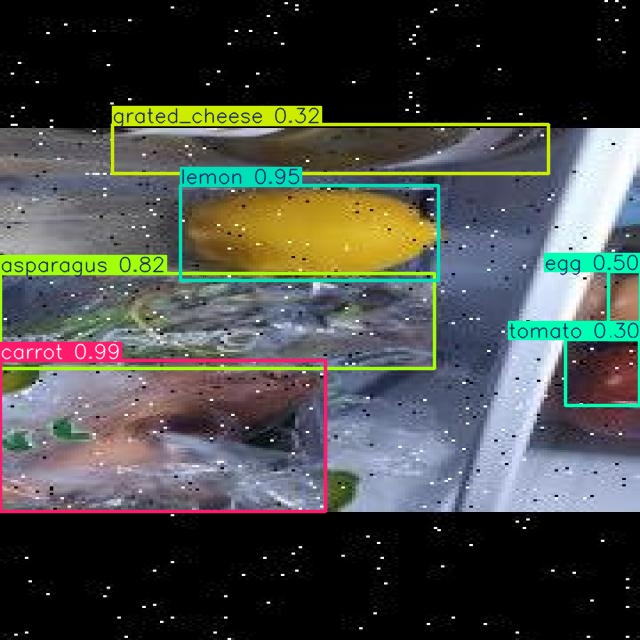 grated_cheese 0.32
lemon 0.95
asparagus 0.82
egg 0.50
tomato 0.30
carrot 0.99